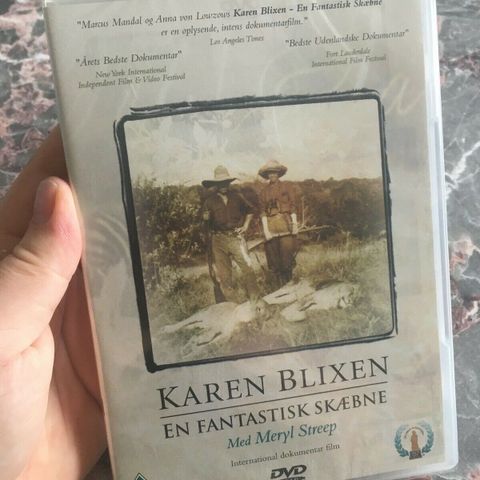 "Marcus Mandal og Anna von Lowzows Karen Blixen - En Fantastisk Skæbne
er en oplysende, intens dokumentarfilm."
Los Angeles Times
"Årets Bedste Dokumentar"
New York International
Independent Film & Video Festival
"Bedste Udenlandske Dokumentar"
Fort Lauderdale
International Film Festival
KAREN BLIXEN
EN FANTASTISK SKÆBNE
Med Meryl Streep
International dokumentar film
DVD